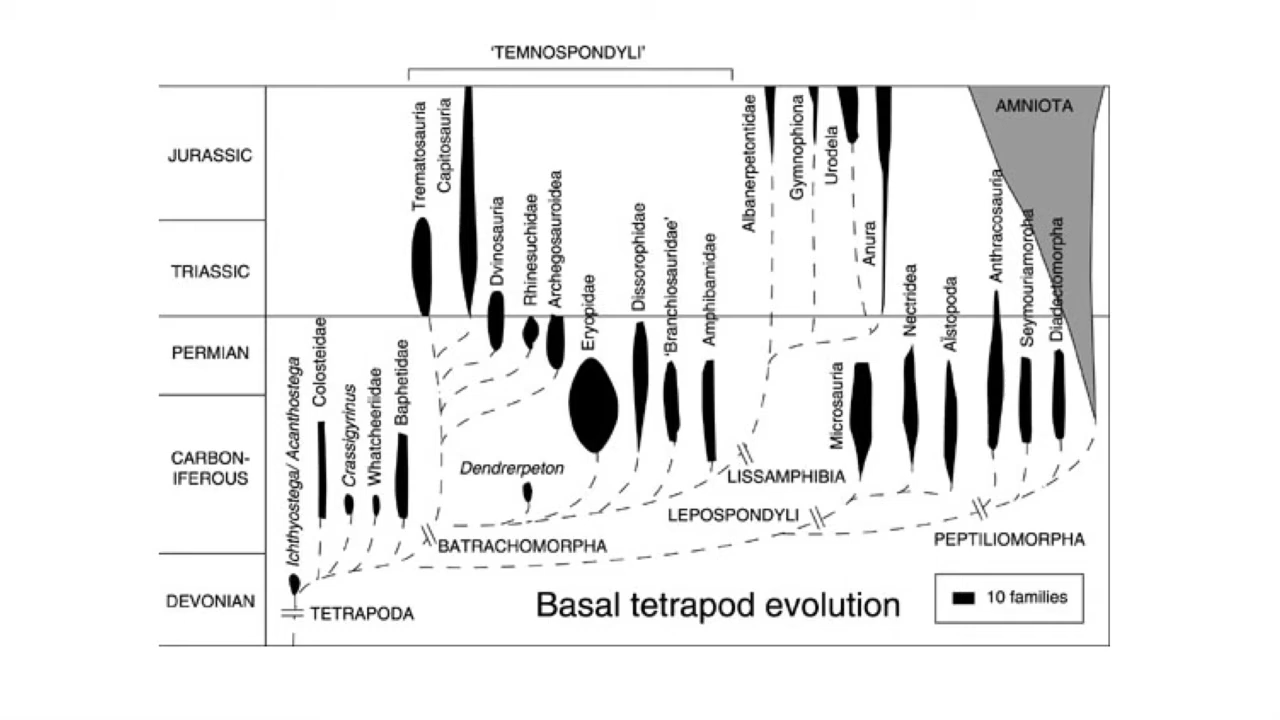 'TEMNOSPONDYLI'
JURASSIC
TRIASSIC
PERMIAN
CARBON-
IFEROUS
DEVONIAN
Ichthyostega/ Acanthostega
Colosteidae
Crassigyrinus
Whatcheeriidae
Baphetidae
Trematosauria
Capitosauria
Dvinosauria
Rhinesuchidae
Archegosauroidea
Eryopidae
Dissorophidae
'Branchiosauridae'
Amphibamidae
Albanerpetontidae
Gymnophiona
Urodela
Anura
Microsauria
Nectridea
Aïstopoda
Anthracosauria
Seymouriamorpha
Diadectomorpha
AMNIOTA
Dendrerpeton
LISSAMPHIBIA
LEPOSPONDYLI
BATRACHOMORPHA
PEPTILIOMORPHA
TETRAPODA
Basal tetrapod evolution
10 families